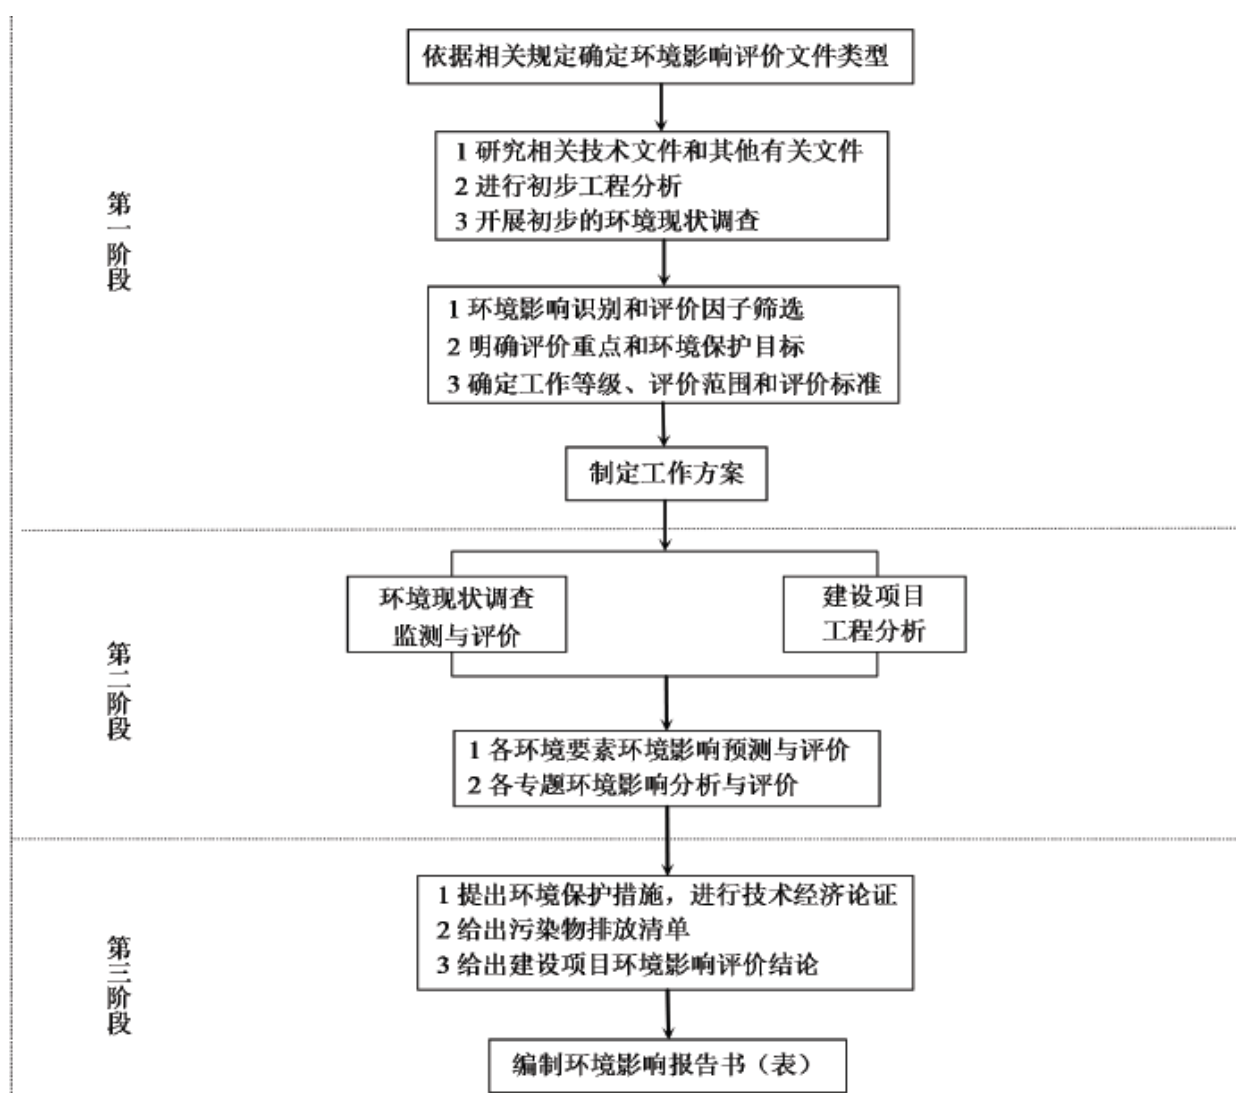 依据相关规定确定环境影响评价文件类型
1 研究相关技术文件和其他有关文件
2 进行初步工程分析
3 开展初步的环境现状调查
第一阶段
1 环境影响识别和评价因子筛选
2 明确评价重点和环境保护目标
3 确定工作等级、评价范围和评价标准
制定工作方案
环境现状调查
监测与评价
建设项目
工程分析
第二阶段
1 各环境要素环境影响预测与评价
2 各专题环境影响分析与评价
1 提出环境保护措施，进行技术经济论证
2 给出污染物排放清单
3 给出建设项目环境影响评价结论
第三阶段
编制环境影响报告书（表）